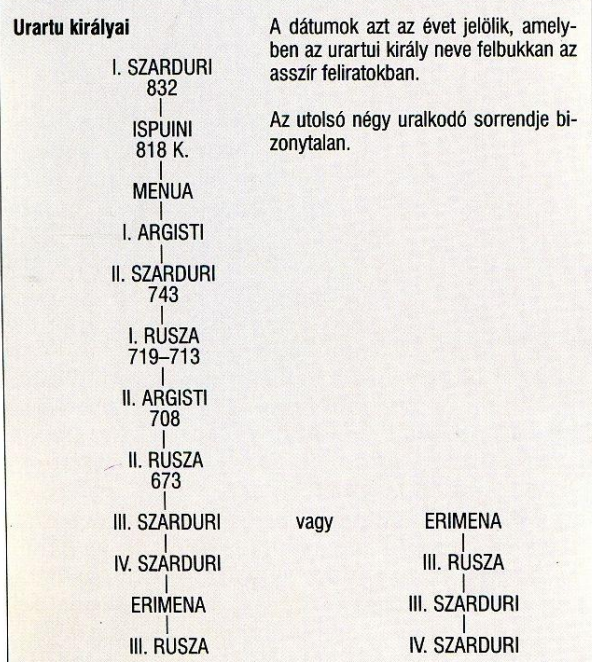 Urartu királyai
A dátumok azt az évet jelölik, amely-
ben az urartui király neve felbukkan az
asszír feliratokban.
Az utolsó négy uralkodó sorrendje bi-
zonytalan.
I. SZARDURI
832
ISPUINI
818 K.
MENUA
I. ARGISTI
II. SZARDURI
743
I. RUSZA
719–713
II. ARGISTI
708
II. RUSZA
673
III. SZARDURI vagy ERIMENA
IV. SZARDURI III. RUSZA
ERIMENA III. SZARDURI
III. RUSZA IV. SZARDURI